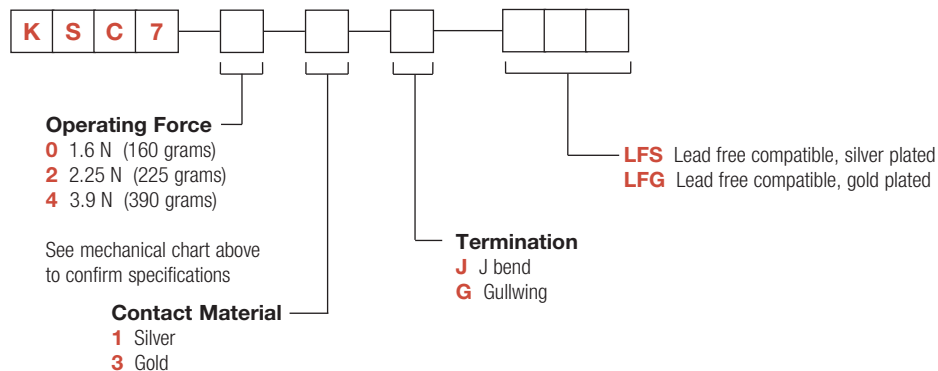 K S C 7
Operating Force
0 1.6 N (160 grams)
2 2.25 N (225 grams)
4 3.9 N (390 grams)
See mechanical chart above
to confirm specifications
Contact Material
1 Silver
3 Gold
Termination
J J bend
G Gullwing
LFS Lead free compatible, silver plated
LFG Lead free compatible, gold plated